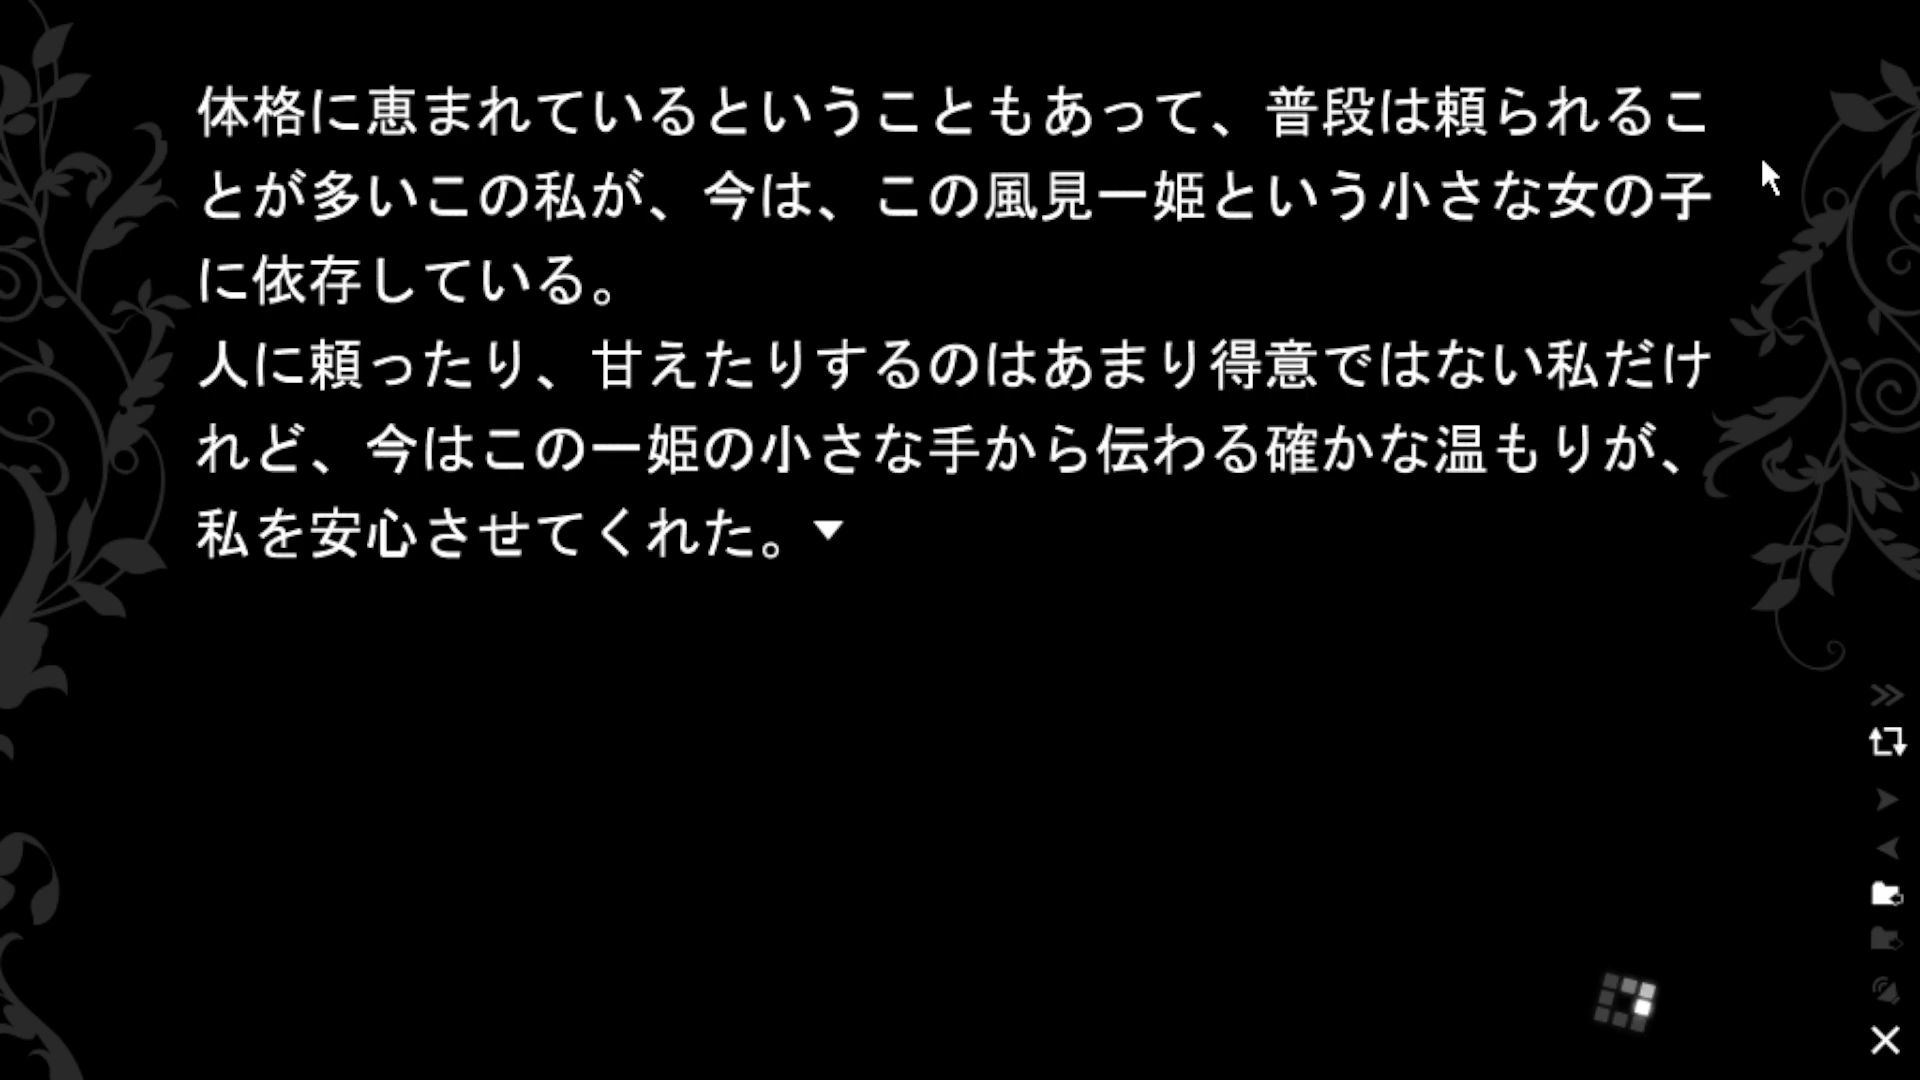 体格に恵まれているということもあって、普段は頼られるこ
とが多いこの私が、今は、この風見一姫という小さな女の子
に依存している。
人に頼ったり、甘えたりするのはあまり得意ではない私だけ
れど、今はこの一姫の小さな手から伝わる確かな温もりが、
私を安心させてくれた。